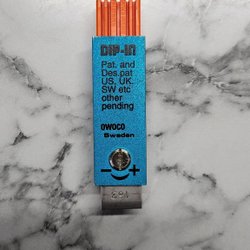 DIP-IN
Pat. and
Des.pat
US, UK,
SW etc
other
pending
OWOCO
Sweden
- +